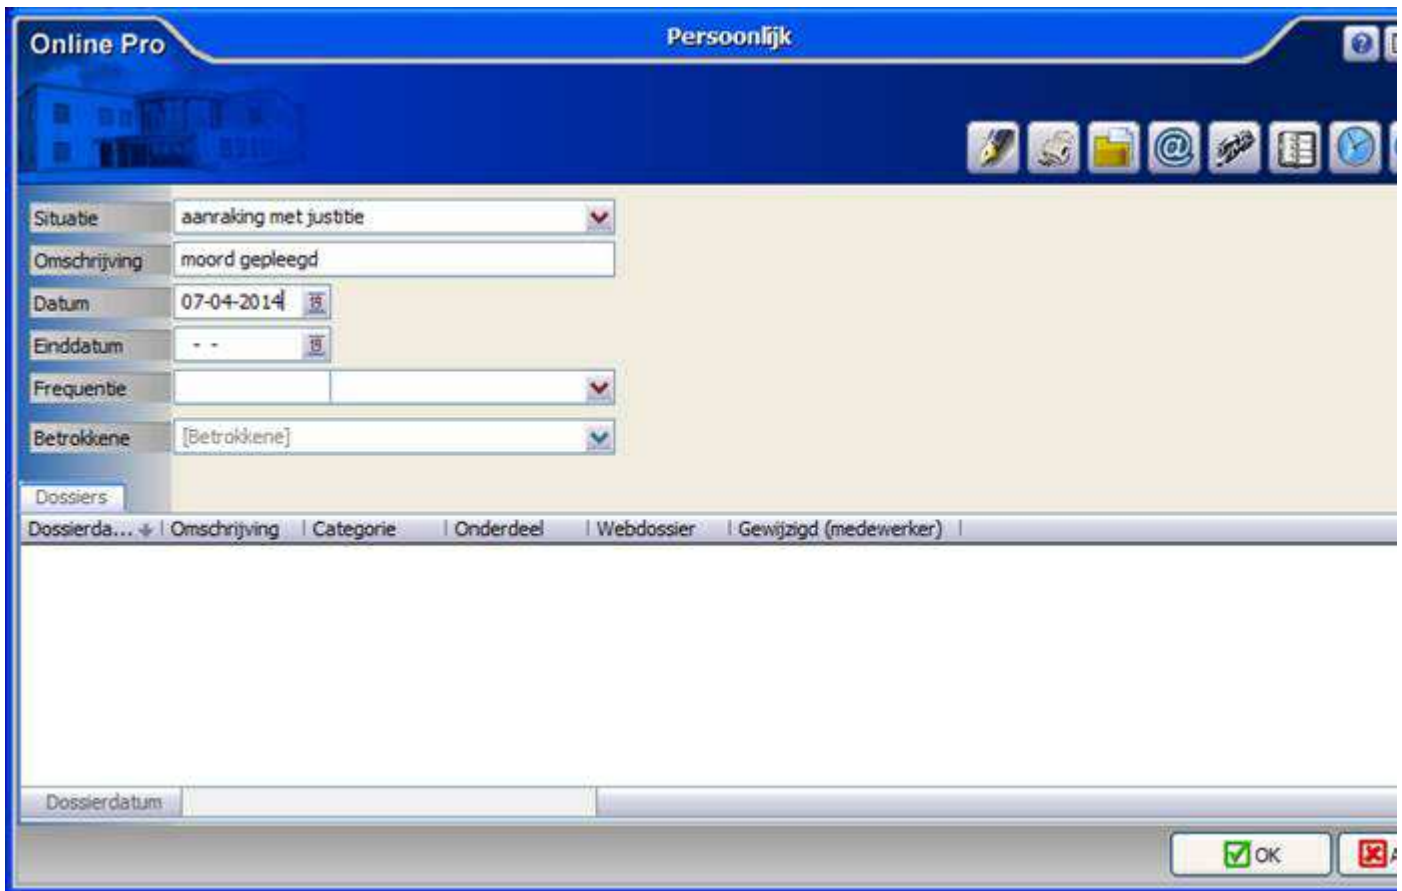 Online Pro
Persoonlijk
Situatie aanraking met justitie
Omschrijving moord gepleegd
Datum 07-04-2014
Einddatum - -
Frequentie
Betrokkene [Betrokkene]
Dossiers
Dossierda... Omschrijving Categorie Onderdeel Webdossier Gewijzigd (medewerker)
Dossierdatum
OK A